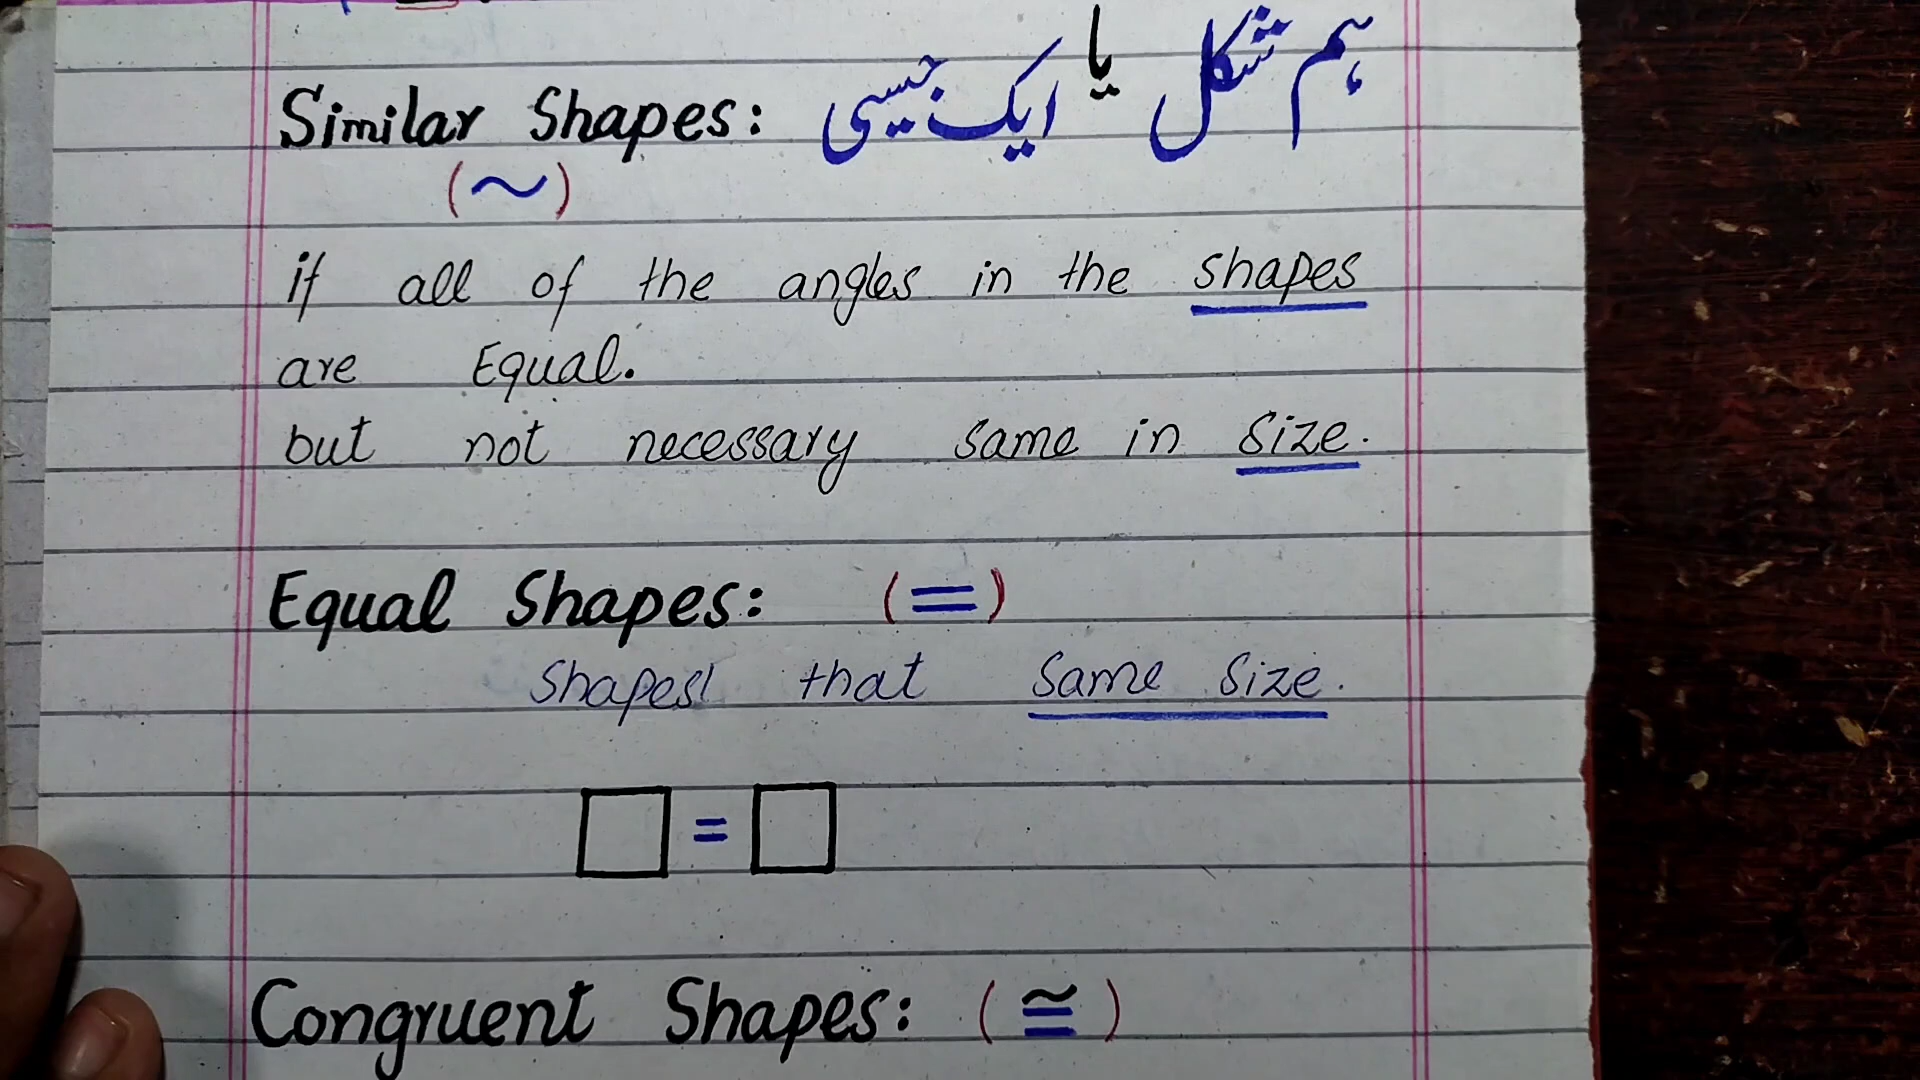 Similar Shapes: ہم شکل یا ایک جیسی
(~)
if all of the angles in the shapes
are Equal.
but not necessary same in size.
Equal Shapes: (=)
Shapes that same size.
=
Congruent Shapes: (≅)